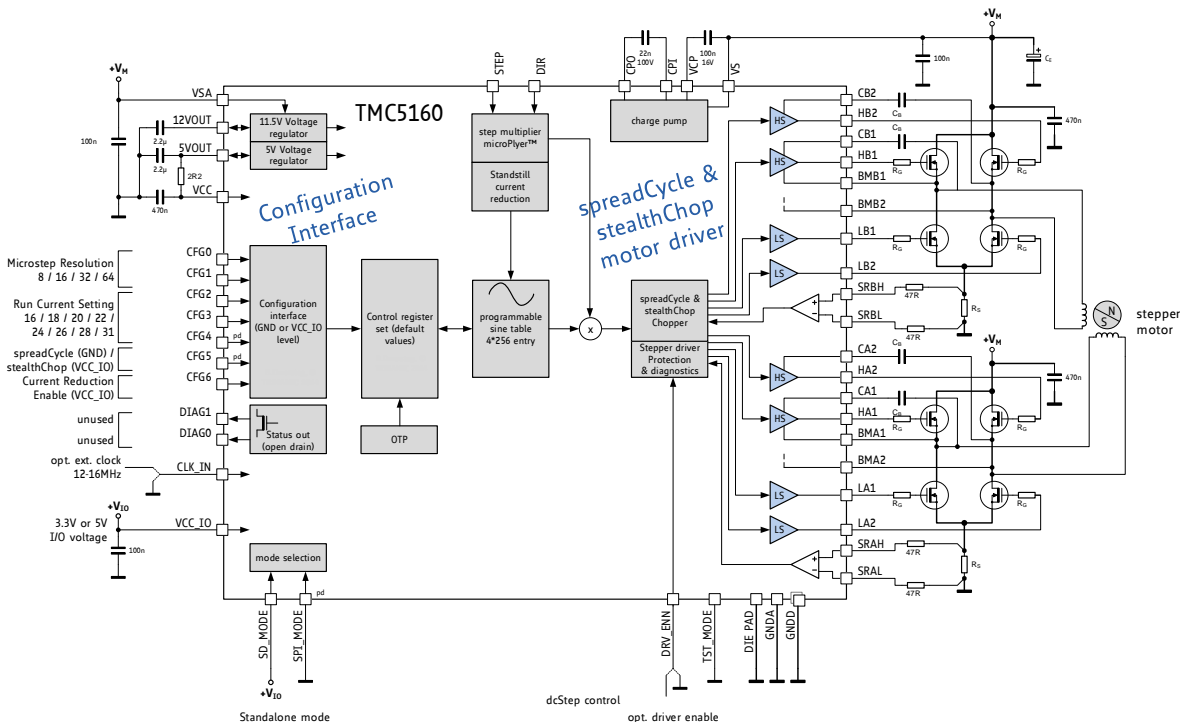 +VM
22n
100V
100n
16V
100n
CE
CPO
CPI
VCP
VS
STEP
DIR
+VM
VSA
12VOUT
5VOUT
VCC
100n
2.2µ
2.2µ
2R2
470n
11.5V Voltage
regulator
5V Voltage
regulator
TMC5160
step multiplier
microPlyer™
Standstill
current
reduction
charge pump
Configuration
Interface
spreadCycle &
stealthChop
motor driver
HS
HS
LS
LS
CB2
HB2
CB1
HB1
BMB1
BMB2
LB1
LB2
SRBH
SRBL
CB
CB
RG
RG
RG
RG
470n
47R
47R
RS
Microstep Resolution
8 / 16 / 32 / 64
Run Current Setting
16 / 18 / 20 / 22 /
24 / 26 / 28 / 31
spreadCycle (GND) /
stealthChop (VCC_IO)
Current Reduction
Enable (VCC_IO)
unused
unused
opt. ext. clock
12-16MHz
+VIO
3.3V or 5V
I/O voltage
100n
CFG0
CFG1
CFG2
CFG3
CFG4
pd
CFG5
pd
CFG6
DIAG1
DIAG0
CLK_IN
VCC_IO
Configuration
interface
(GND or VCC_IO
level)
Status out
(open drain)
Control register
set (default
values)
OTP
programmable
sine table
4*256 entry
x
spreadCycle &
stealthChop
Chopper
Stepper driver
Protection
& diagnostics
+
−
N
S
stepper
motor
+VM
HS
HS
LS
LS
CA2
HA2
CA1
HA1
BMA1
BMA2
LA1
LA2
SRAH
SRAL
CB
CB
RG
RG
RG
RG
470n
47R
47R
RS
+
−
mode selection
pd
SD_MODE
SPI_MODE
DRV_ENN
TST_MODE
DIE PAD
GNDA
GNDD
+VIO
Standalone mode
dcStep control
opt. driver enable